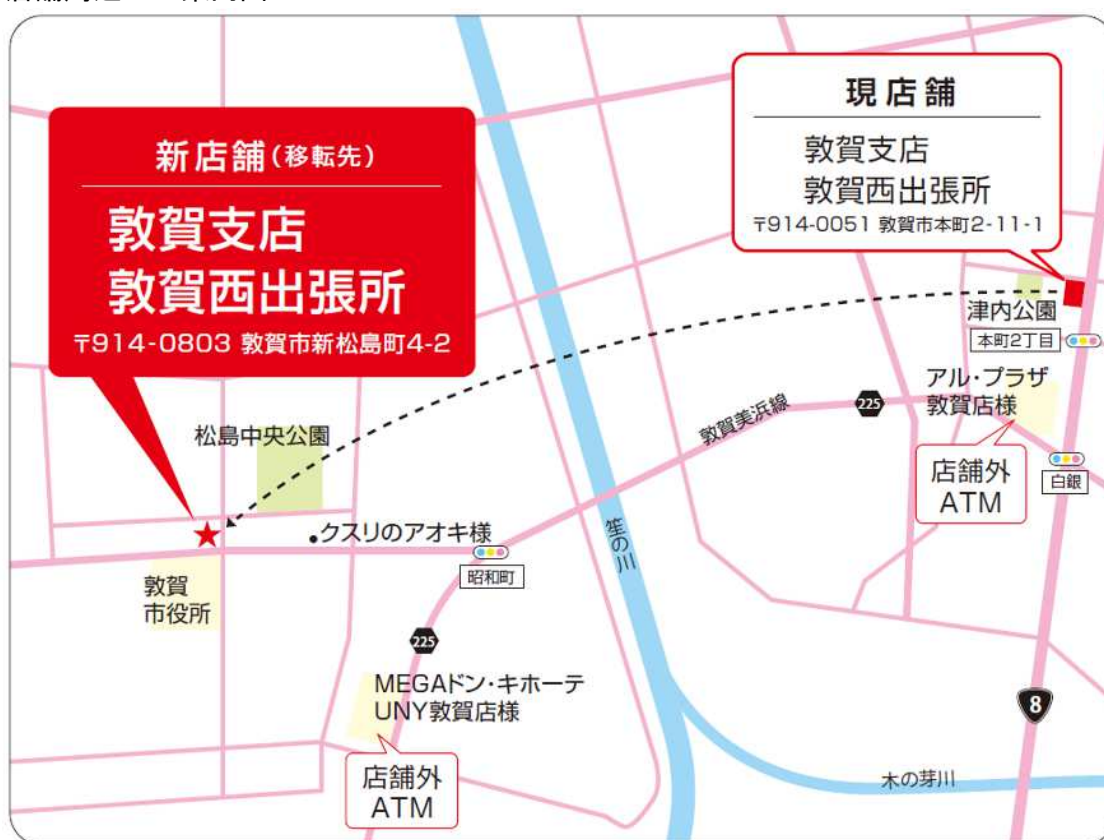 現店舗
敦賀支店
敦賀西出張所
〒914-0051 敦賀市本町2-11-1
新店舗(移転先)
敦賀支店
敦賀西出張所
〒914-0803 敦賀市新松島町4-2
津内公園
本町2丁目
アル・プラザ
敦賀店様
店舗外
ATM
白銀
225
敦賀美浜線
松島中央公園
•クスリのアオキ様
昭和町
笙の川
敦賀
市役所
225
MEGAドン・キホーテ
UNY敦賀店様
店舗外
ATM
8
木の芽川